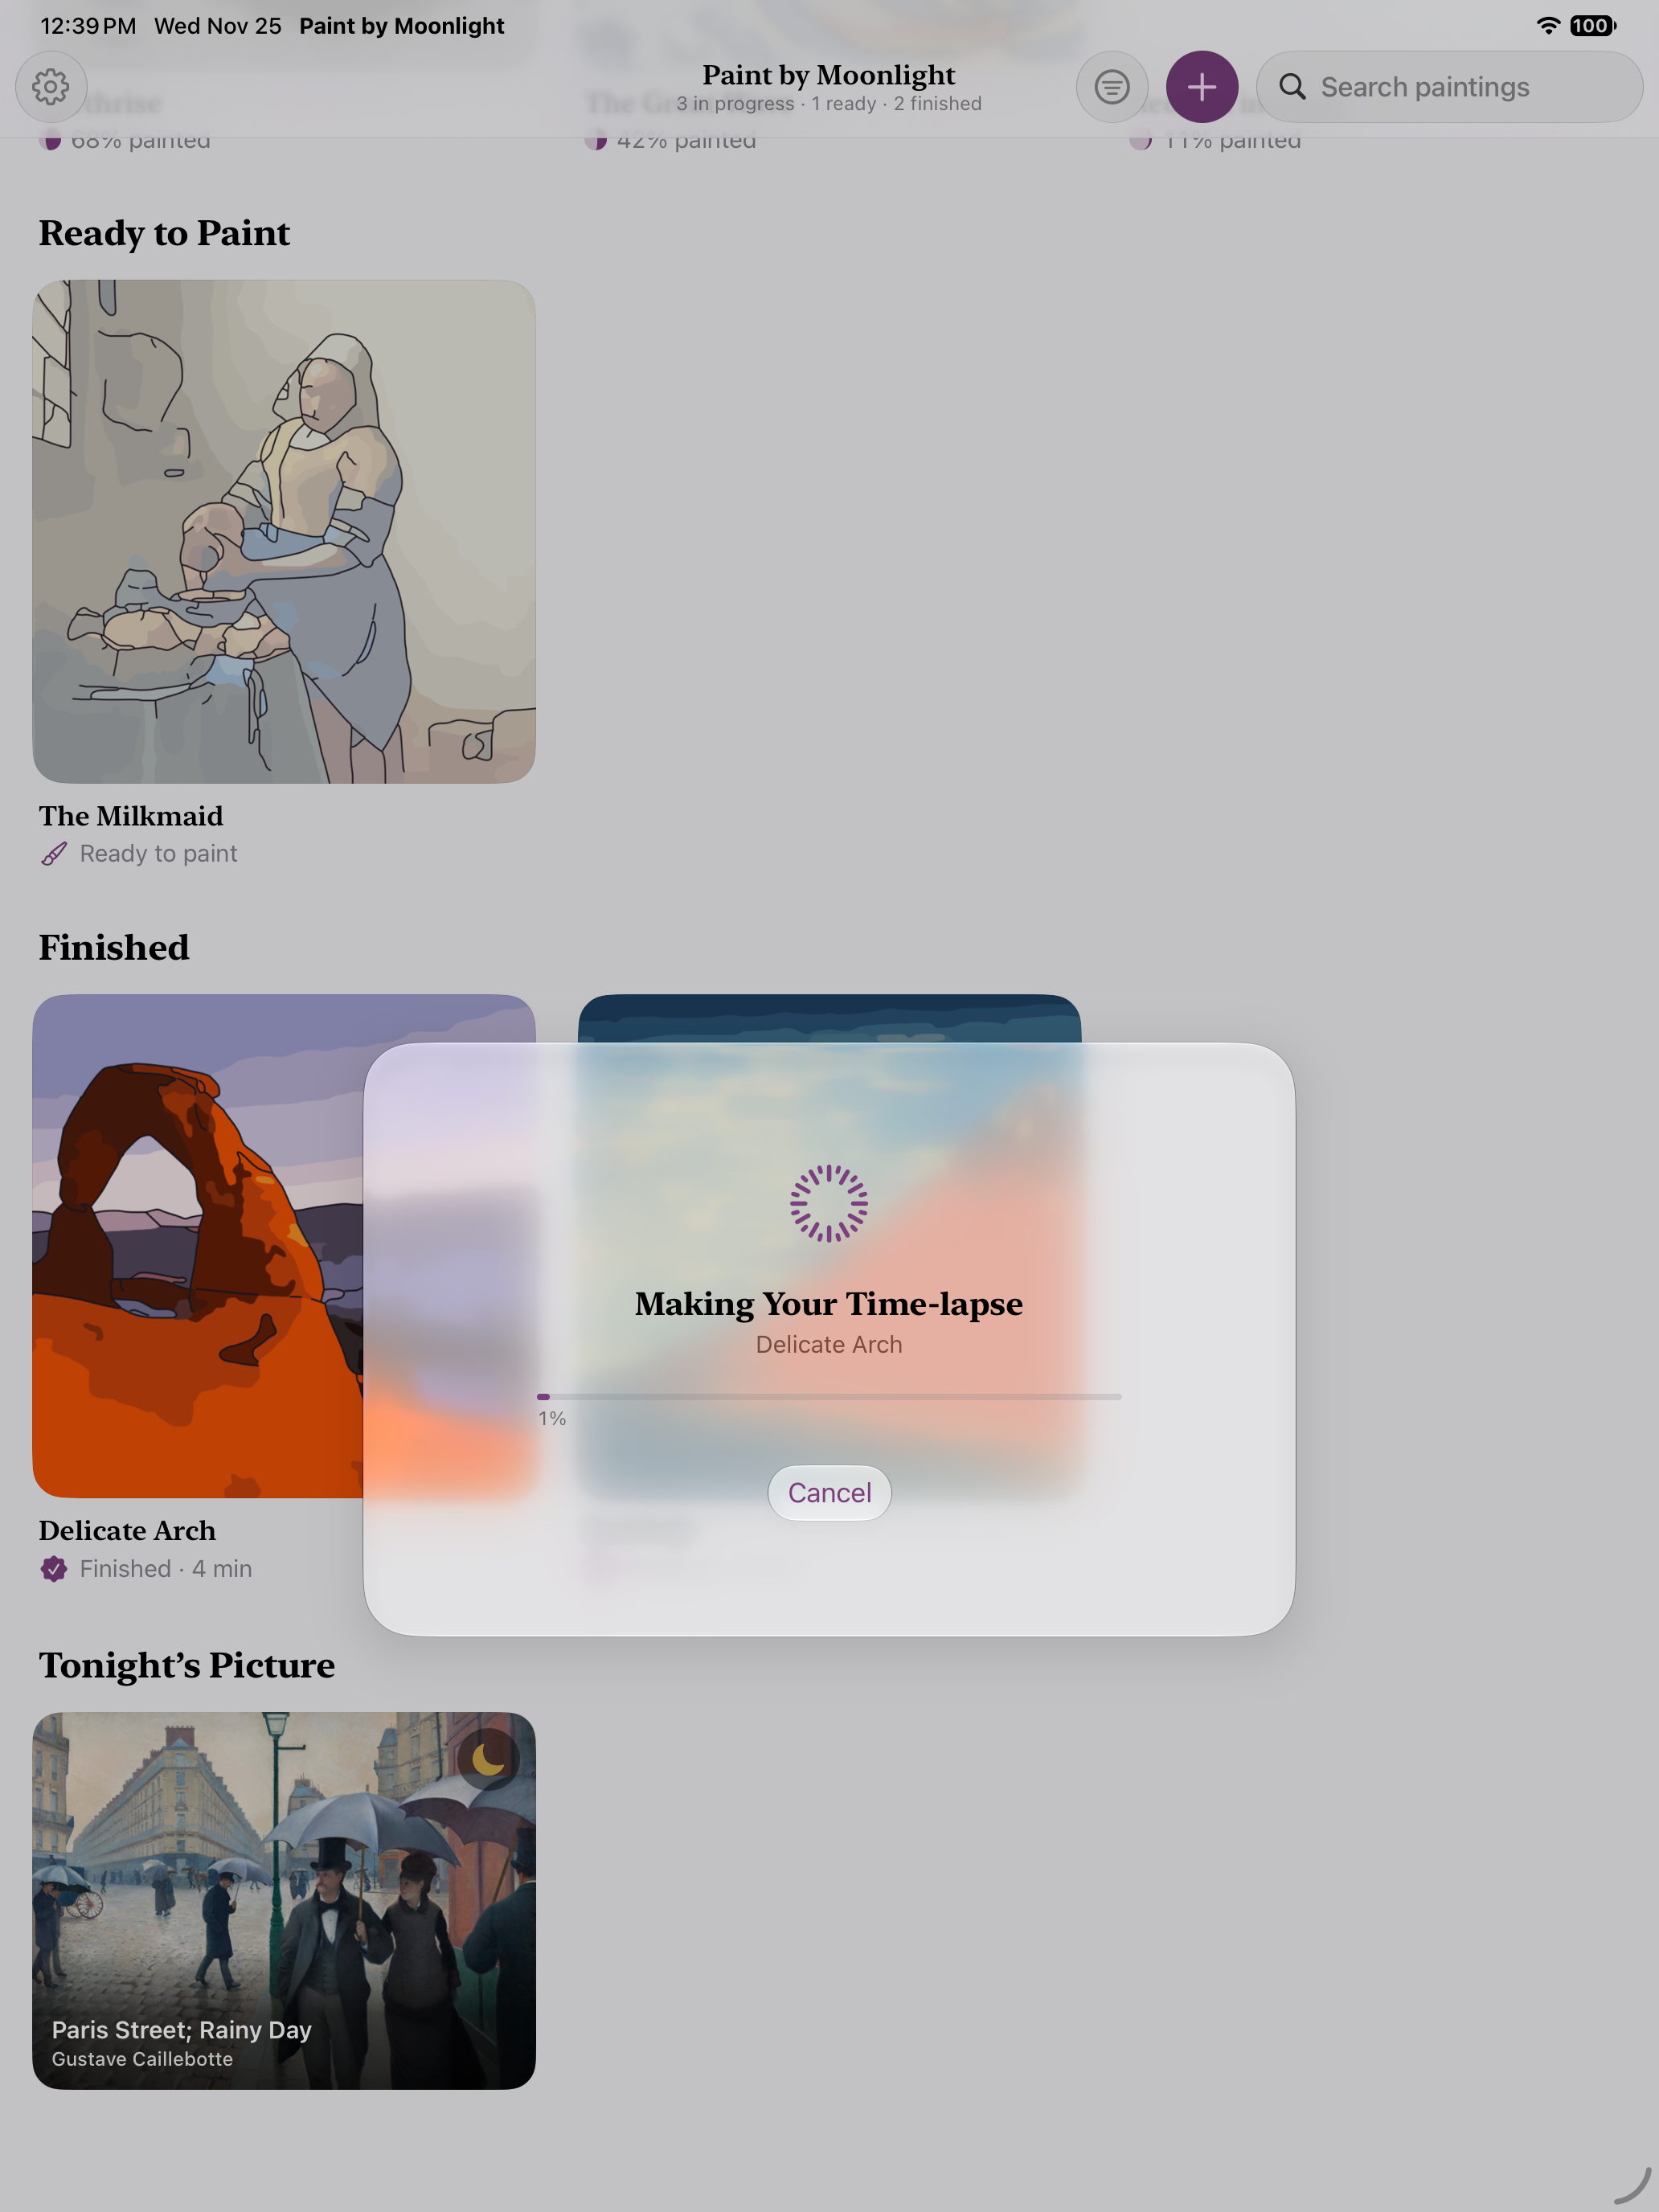 12:39 PM Wed Nov 25 Paint by Moonlight
100
Paint by Moonlight
3 in progress · 1 ready · 2 finished
Search paintings
68% painted
42% painted
11% painted
Ready to Paint
The Milkmaid
Ready to paint
Finished
Making Your Time-lapse
Delicate Arch
1%
Cancel
Delicate Arch
Finished · 4 min
Tonight’s Picture
Paris Street; Rainy Day
Gustave Caillebotte